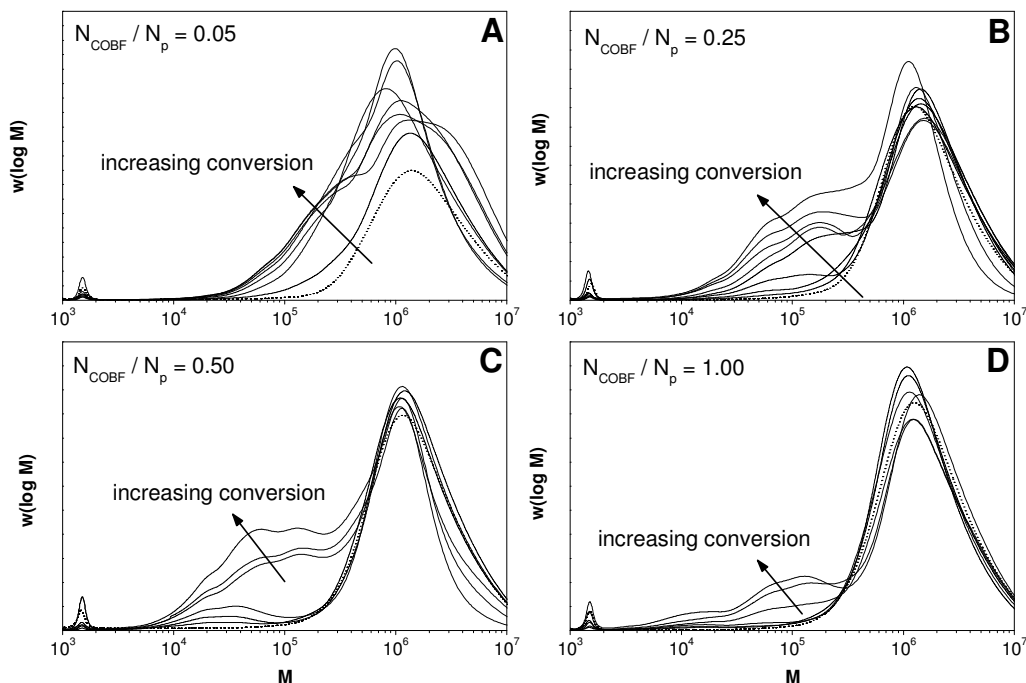 N_COBF / N_p = 0.05
A
increasing conversion
w(log M)
10^3 10^4 10^5 10^6 10^7
N_COBF / N_p = 0.25
B
increasing conversion
w(log M)
10^3 10^4 10^5 10^6 10^7
N_COBF / N_p = 0.50
C
increasing conversion
w(log M)
10^3 10^4 10^5 10^6 10^7
M
N_COBF / N_p = 1.00
D
increasing conversion
w(log M)
10^3 10^4 10^5 10^6 10^7
M